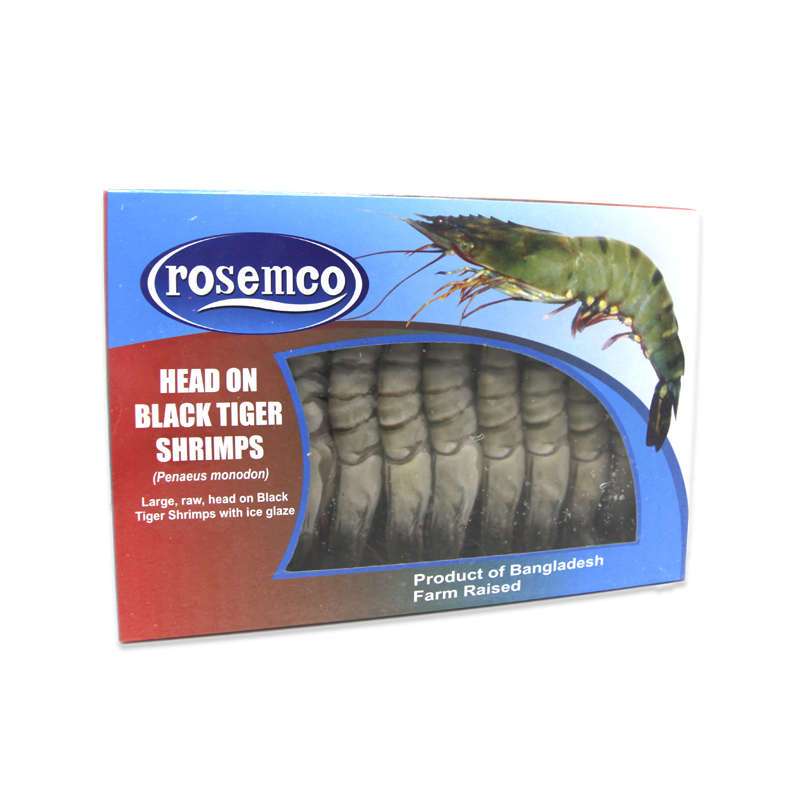 rosemco
HEAD ON
BLACK TIGER
SHRIMPS
(Penaeus monodon)
Large, raw, head on Black
Tiger Shrimps with ice glaze
Product of Bangladesh
Farm Raised